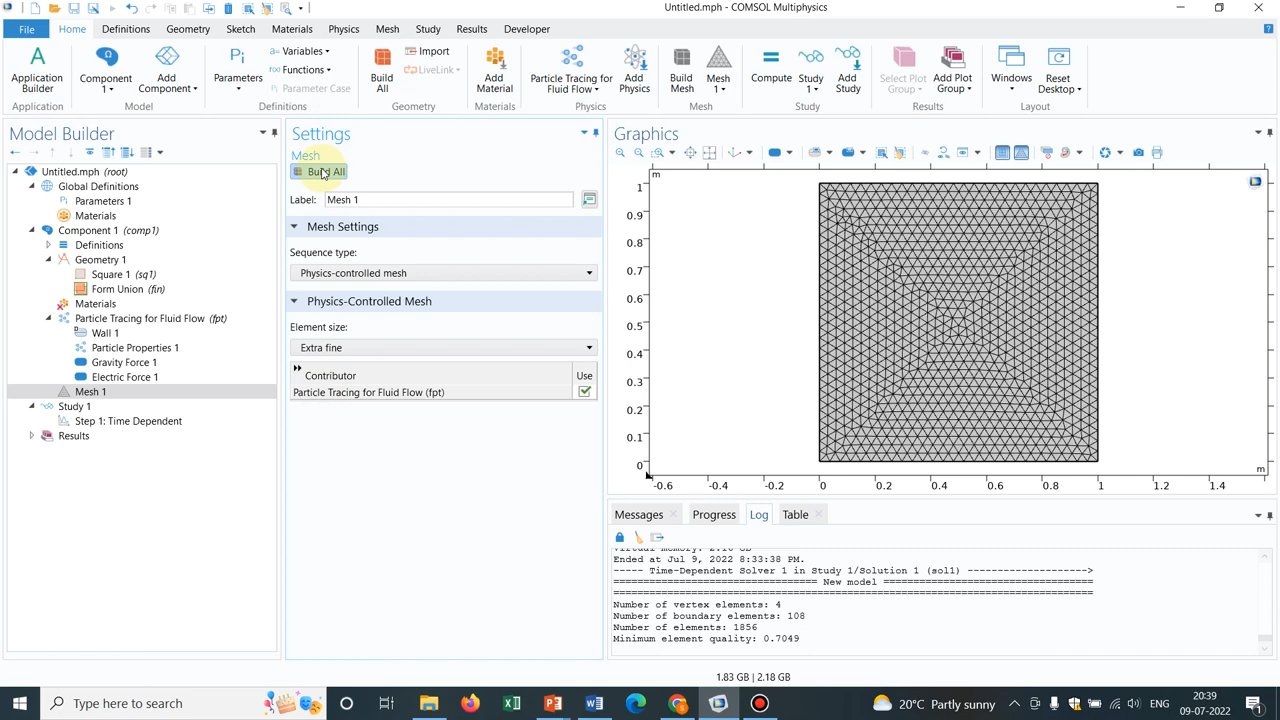 Untitled.mph - COMSOL Multiphysics
File
Home
Definitions
Geometry
Sketch
Materials
Physics
Mesh
Study
Results
Developer
Application Builder
Component 1
Add Component
Parameters
a= Variables
f(x) Functions
Pi Parameter Case
Build All
Import
LiveLink
Add Material
Particle Tracing for Fluid Flow
Add Physics
Build Mesh
Mesh 1
Compute
Study 1
Add Study
Select Plot Group
Add Plot Group
Windows
Reset Desktop
Application
Model
Definitions
Geometry
Materials
Physics
Mesh
Study
Results
Layout
Model Builder
Untitled.mph (root)
Global Definitions
Parameters 1
Materials
Component 1 (comp1)
Definitions
Geometry 1
Square 1 (sq1)
Form Union (fin)
Materials
Particle Tracing for Fluid Flow (fpt)
Wall 1
Particle Properties 1
Gravity Force 1
Electric Force 1
Mesh 1
Study 1
Step 1: Time Dependent
Results
Settings
Mesh
Build All
Label: Mesh 1
Mesh Settings
Sequence type:
Physics-controlled mesh
Physics-Controlled Mesh
Element size:
Extra fine
Contributor Use
Particle Tracing for Fluid Flow (fpt)
Graphics
m
1
0.9
0.8
0.7
0.6
0.5
0.4
0.3
0.2
0.1
0
m
-0.6 -0.4 -0.2 0 0.2 0.4 0.6 0.8 1 1.2 1.4
Messages Progress Log Table
Ended at Jul 9, 2022 8:33:38 PM.
----- Time-Dependent Solver 1 in Study 1/Solution 1 (sol1) -------------------->
============================== New model ===============================
Number of vertex elements: 4
Number of boundary elements: 108
Number of elements: 1856
Minimum element quality: 0.7049
1.83 GB | 2.18 GB
Type here to search
20°C Partly sunny
ENG
20:39
09-07-2022
1